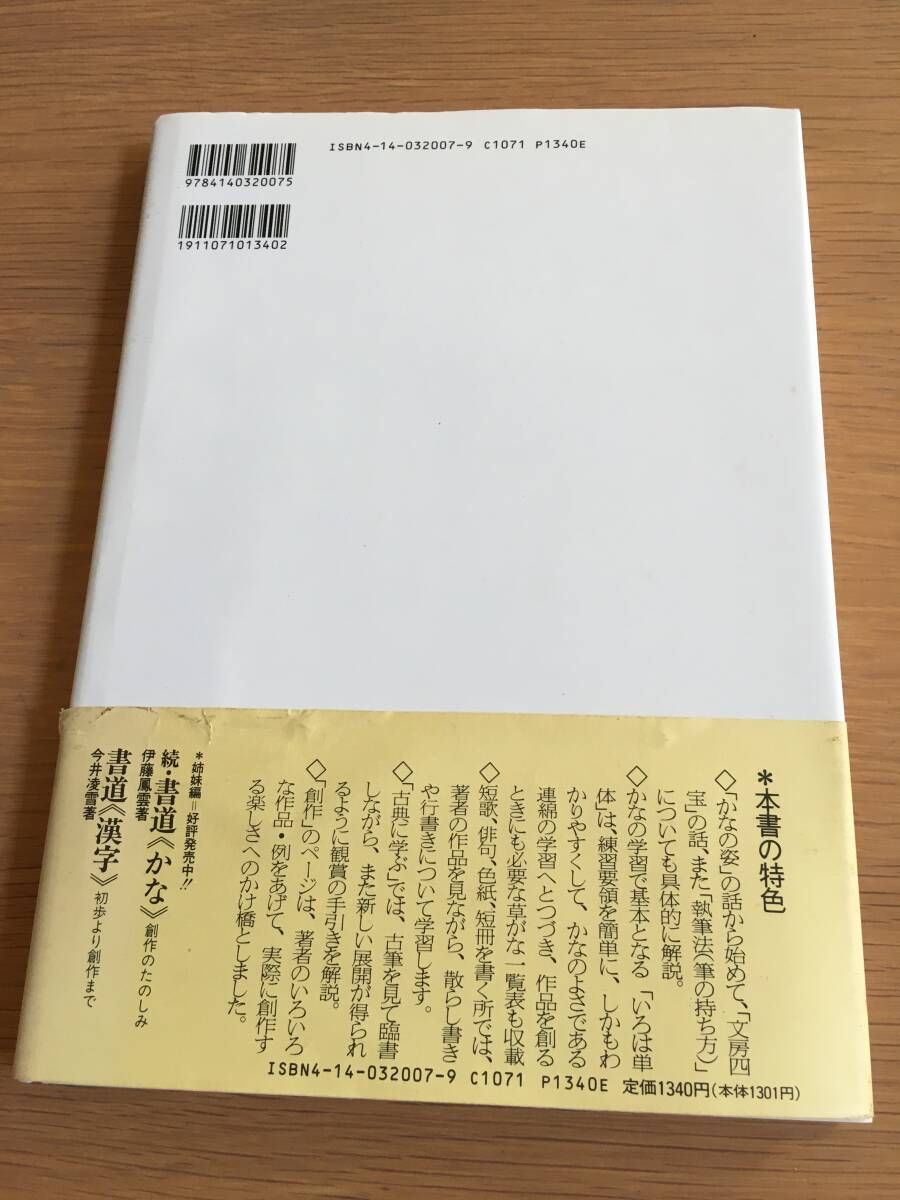 ISBN4-14-032007-9 C1071 P1340E
9784140320075
1911071013402
＊本書の特色
◇「かなの姿」の話から始めて、「文房四
宝」の話、また「執筆法（筆の持ち方）」
についても具体的に解説。
◇かなの学習で基本となる「いろは単
体」は、練習要領を簡単に、しかもわ
かりやすくして、かなのよさである
連綿の学習へとつづき、作品を創る
ときにも必要な草がな一覧表も収載
◇短歌、俳句、色紙、短冊を書く所では、
著者の作品を見ながら、散らし書き
や行書きについて学習します。
◇「古典に学ぶ」では、古筆を見て臨書
しながら、また新しい展開が得られ
るように観賞の手引きを解説。
◇「創作」のページは、著者のいろいろ
な作品・例をあげて、実際に創作す
る楽しさへのかけ橋としました。
＊姉妹編＝好評発売中!!
続・書道《かな》創作のたのしみ
伊藤鳳雲著
書道《漢字》初歩より創作まで
今井凌雪著
ISBN4-14-032007-9 C1071 P1340E 定価1340円（本体1301円）